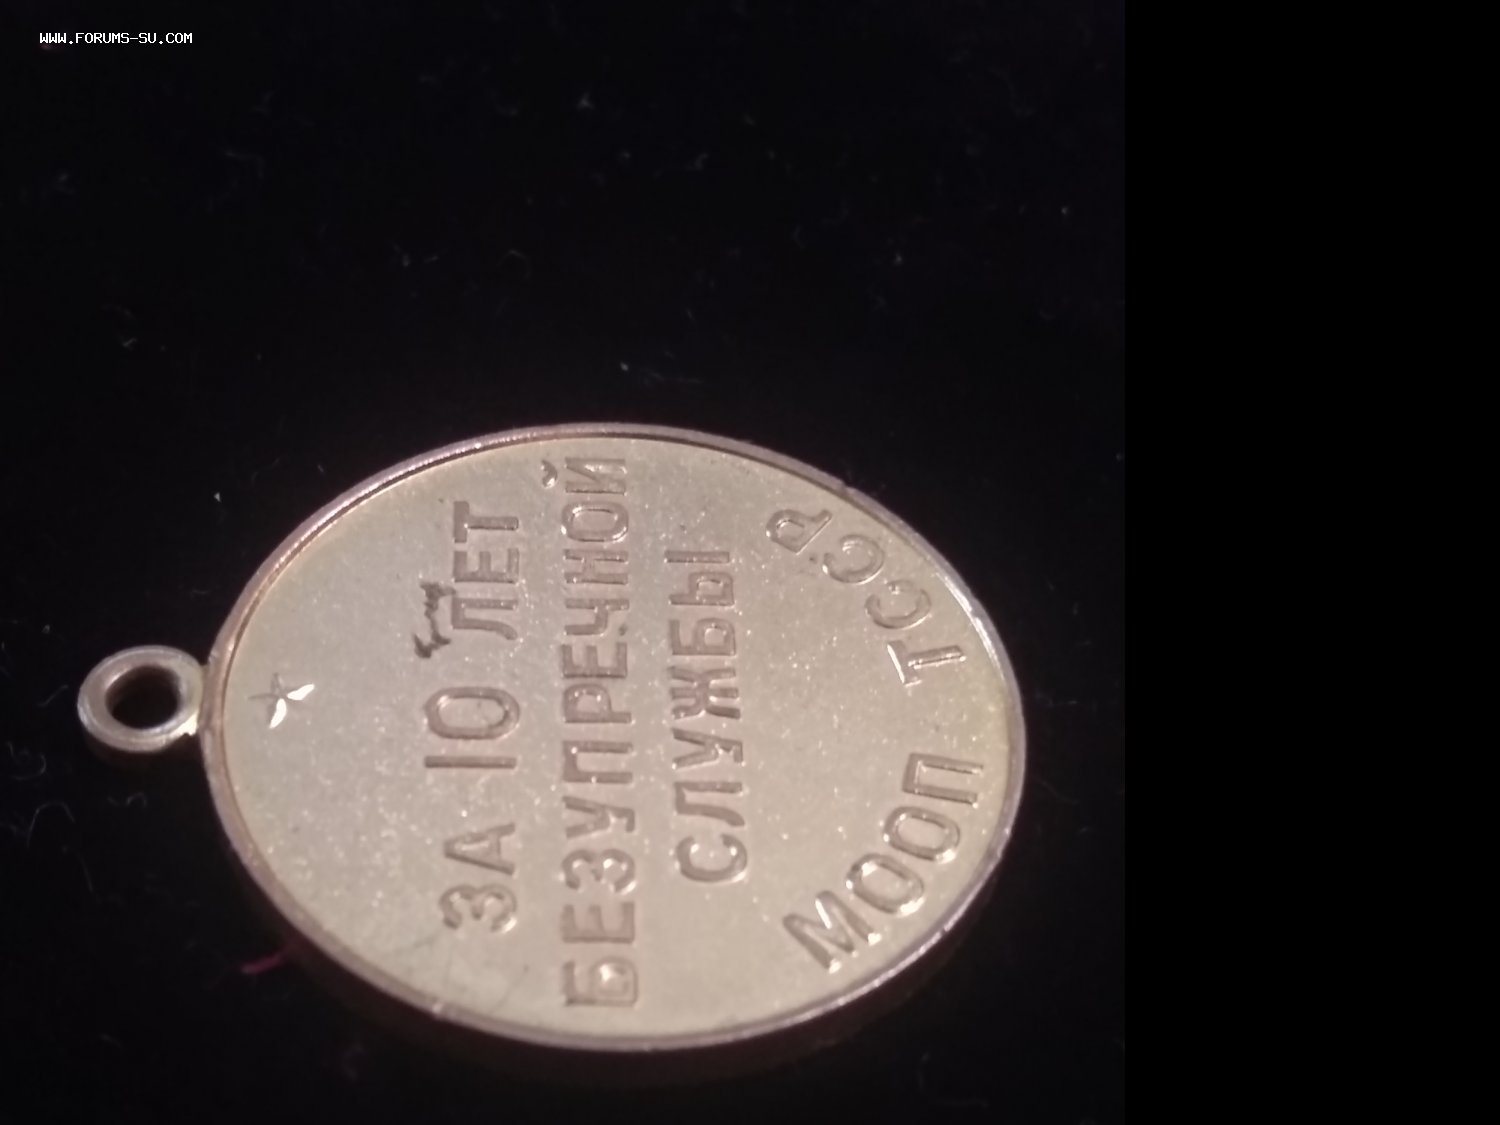 WWW.FORUMS-SU.COM
ЗА 10 ЛЕТ
БЕЗУПРЕЧНОЙ
СЛУЖБЫ
МООП ТССР